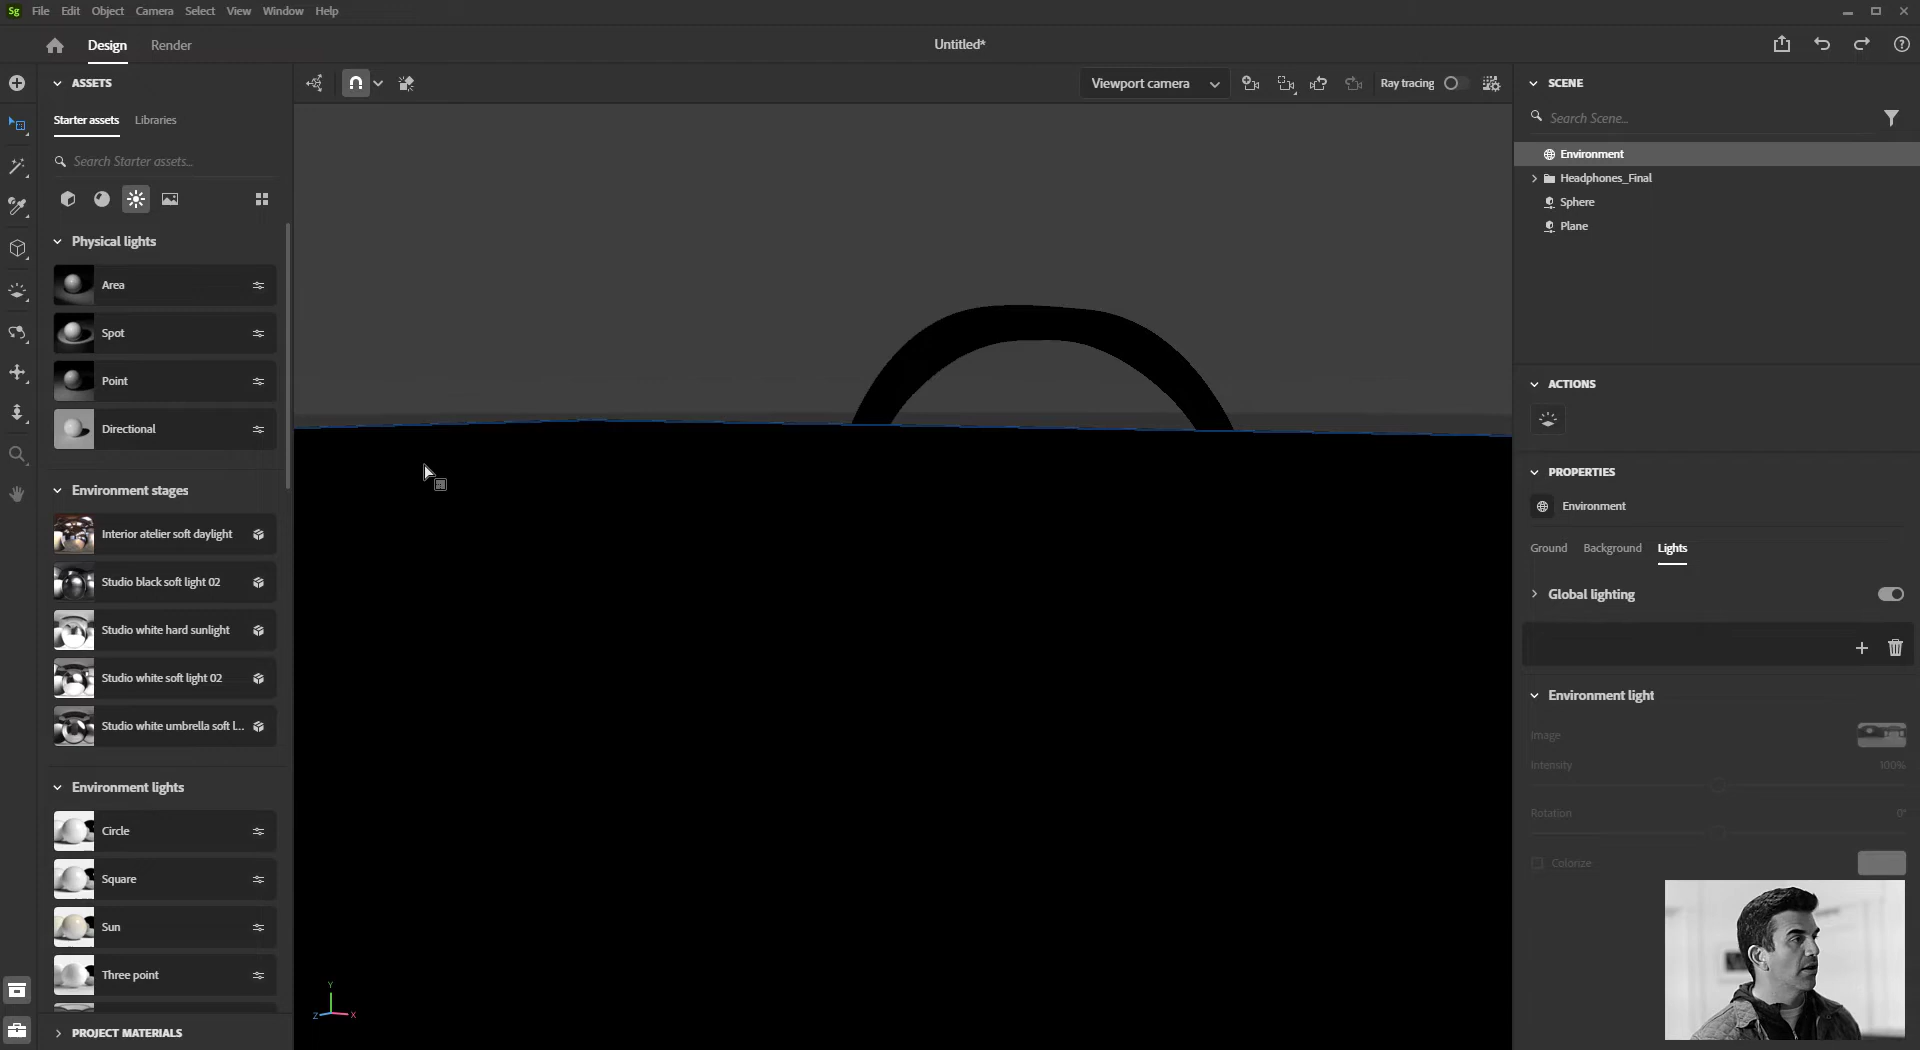 Sg File Edit Object Camera Select View Window Help
Design Render Untitled*
ASSETS
Starter assets Libraries
Search Starter assets...
Physical lights
Area
Spot
Point
Directional
Environment stages
Interior atelier soft daylight
Studio black soft light 02
Studio white hard sunlight
Studio white soft light 02
Studio white umbrella soft l...
Environment lights
Circle
Square
Sun
Three point
PROJECT MATERIALS
Viewport camera Ray tracing
Y
Z X
SCENE
Search Scene...
Environment
Headphones_Final
Sphere
Plane
ACTIONS
PROPERTIES
Environment
Ground Background Lights
Global lighting
Environment light
Image
Intensity 100%
Rotation 0°
Colorize